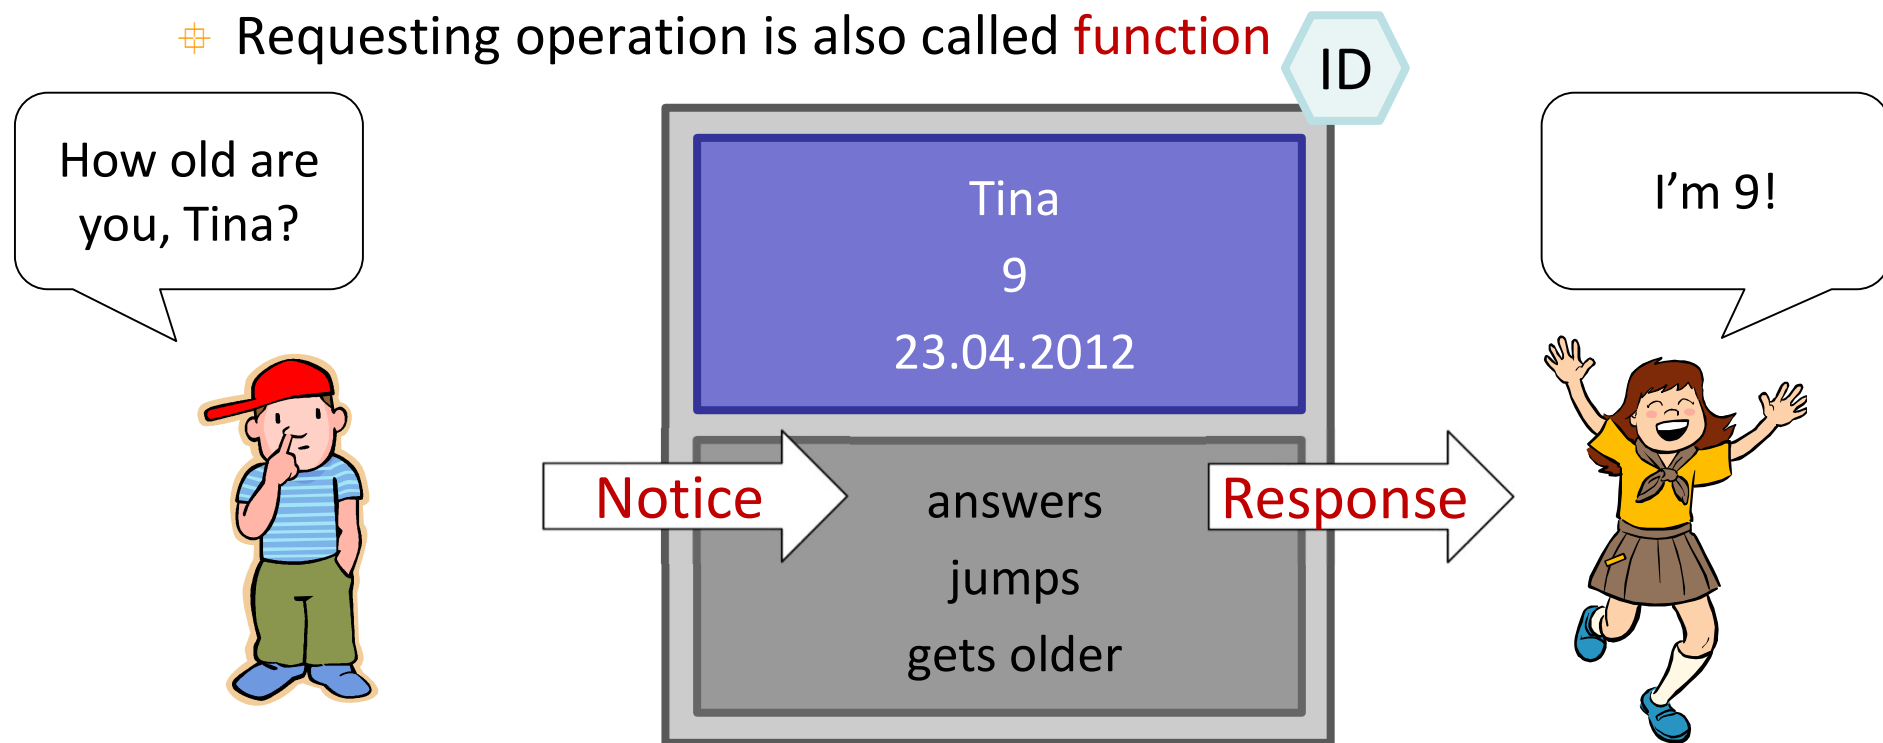 Requesting operation is also called function
ID
How old are
you, Tina?
Tina
9
23.04.2012
I’m 9!
Notice
answers
jumps
gets older
Response